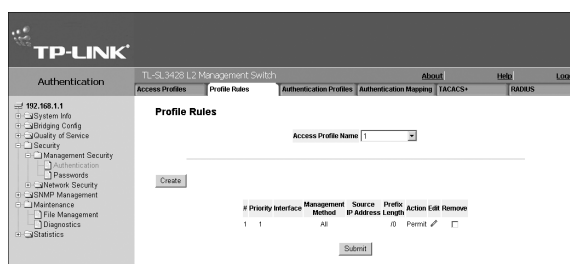 TP-LINK
Authentication
TL-SL3428 L2 Management Switch
About
Help
Access Profiles
Profile Rules
Authentication Profiles
Authentication Mapping
TACACS+
RADIUS
192.168.1.1
System Info
Bridging Config
Quality of Service
Security
Management Security
Authentication
Passwords
Network Security
SNMP Management
Maintenance
File Management
Diagnostics
Statistics
Profile Rules
Access Profile Name 1
Create
# Priority Interface Management Method Source IP Address Prefix Length Action Edit Remove
1 1 All /0 Permit
Submit